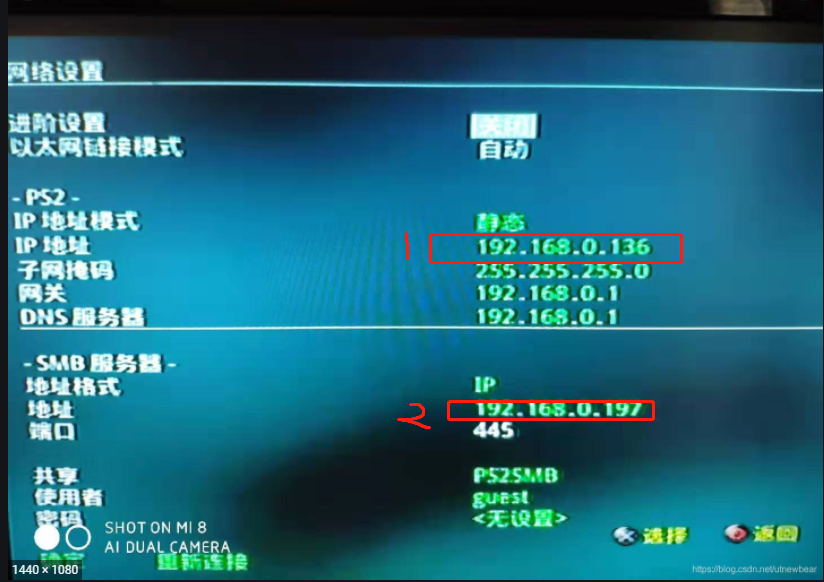 网络设置
进阶设置 关闭
以太网链接模式 自动
- PS2 -
IP 地址模式 静态
1
IP 地址 192.168.0.136
子网掩码 255.255.255.0
网关 192.168.0.1
DNS 服务器 192.168.0.1
- SMB 服务器 -
地址格式 IP
2
地址 192.168.0.197
端口 445
共享 PS2SMB
使用者 guest
密码 <无设置>
SHOT ON MI 8
AI DUAL CAMERA
选择 返回
确定 重新连接
1440 × 1080
https://blog.csdn.net/utnewbear